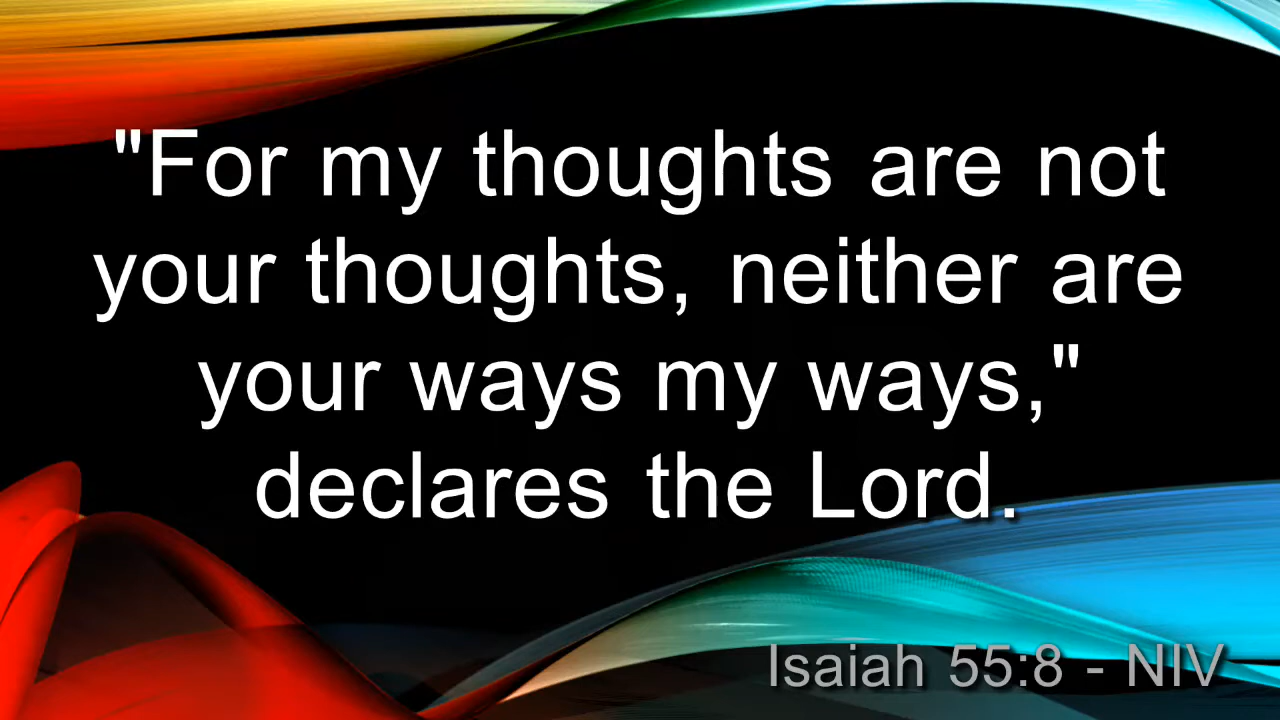 "For my thoughts are not
your thoughts, neither are
your ways my ways,"
declares the Lord.
Isaiah 55:8 - NIV